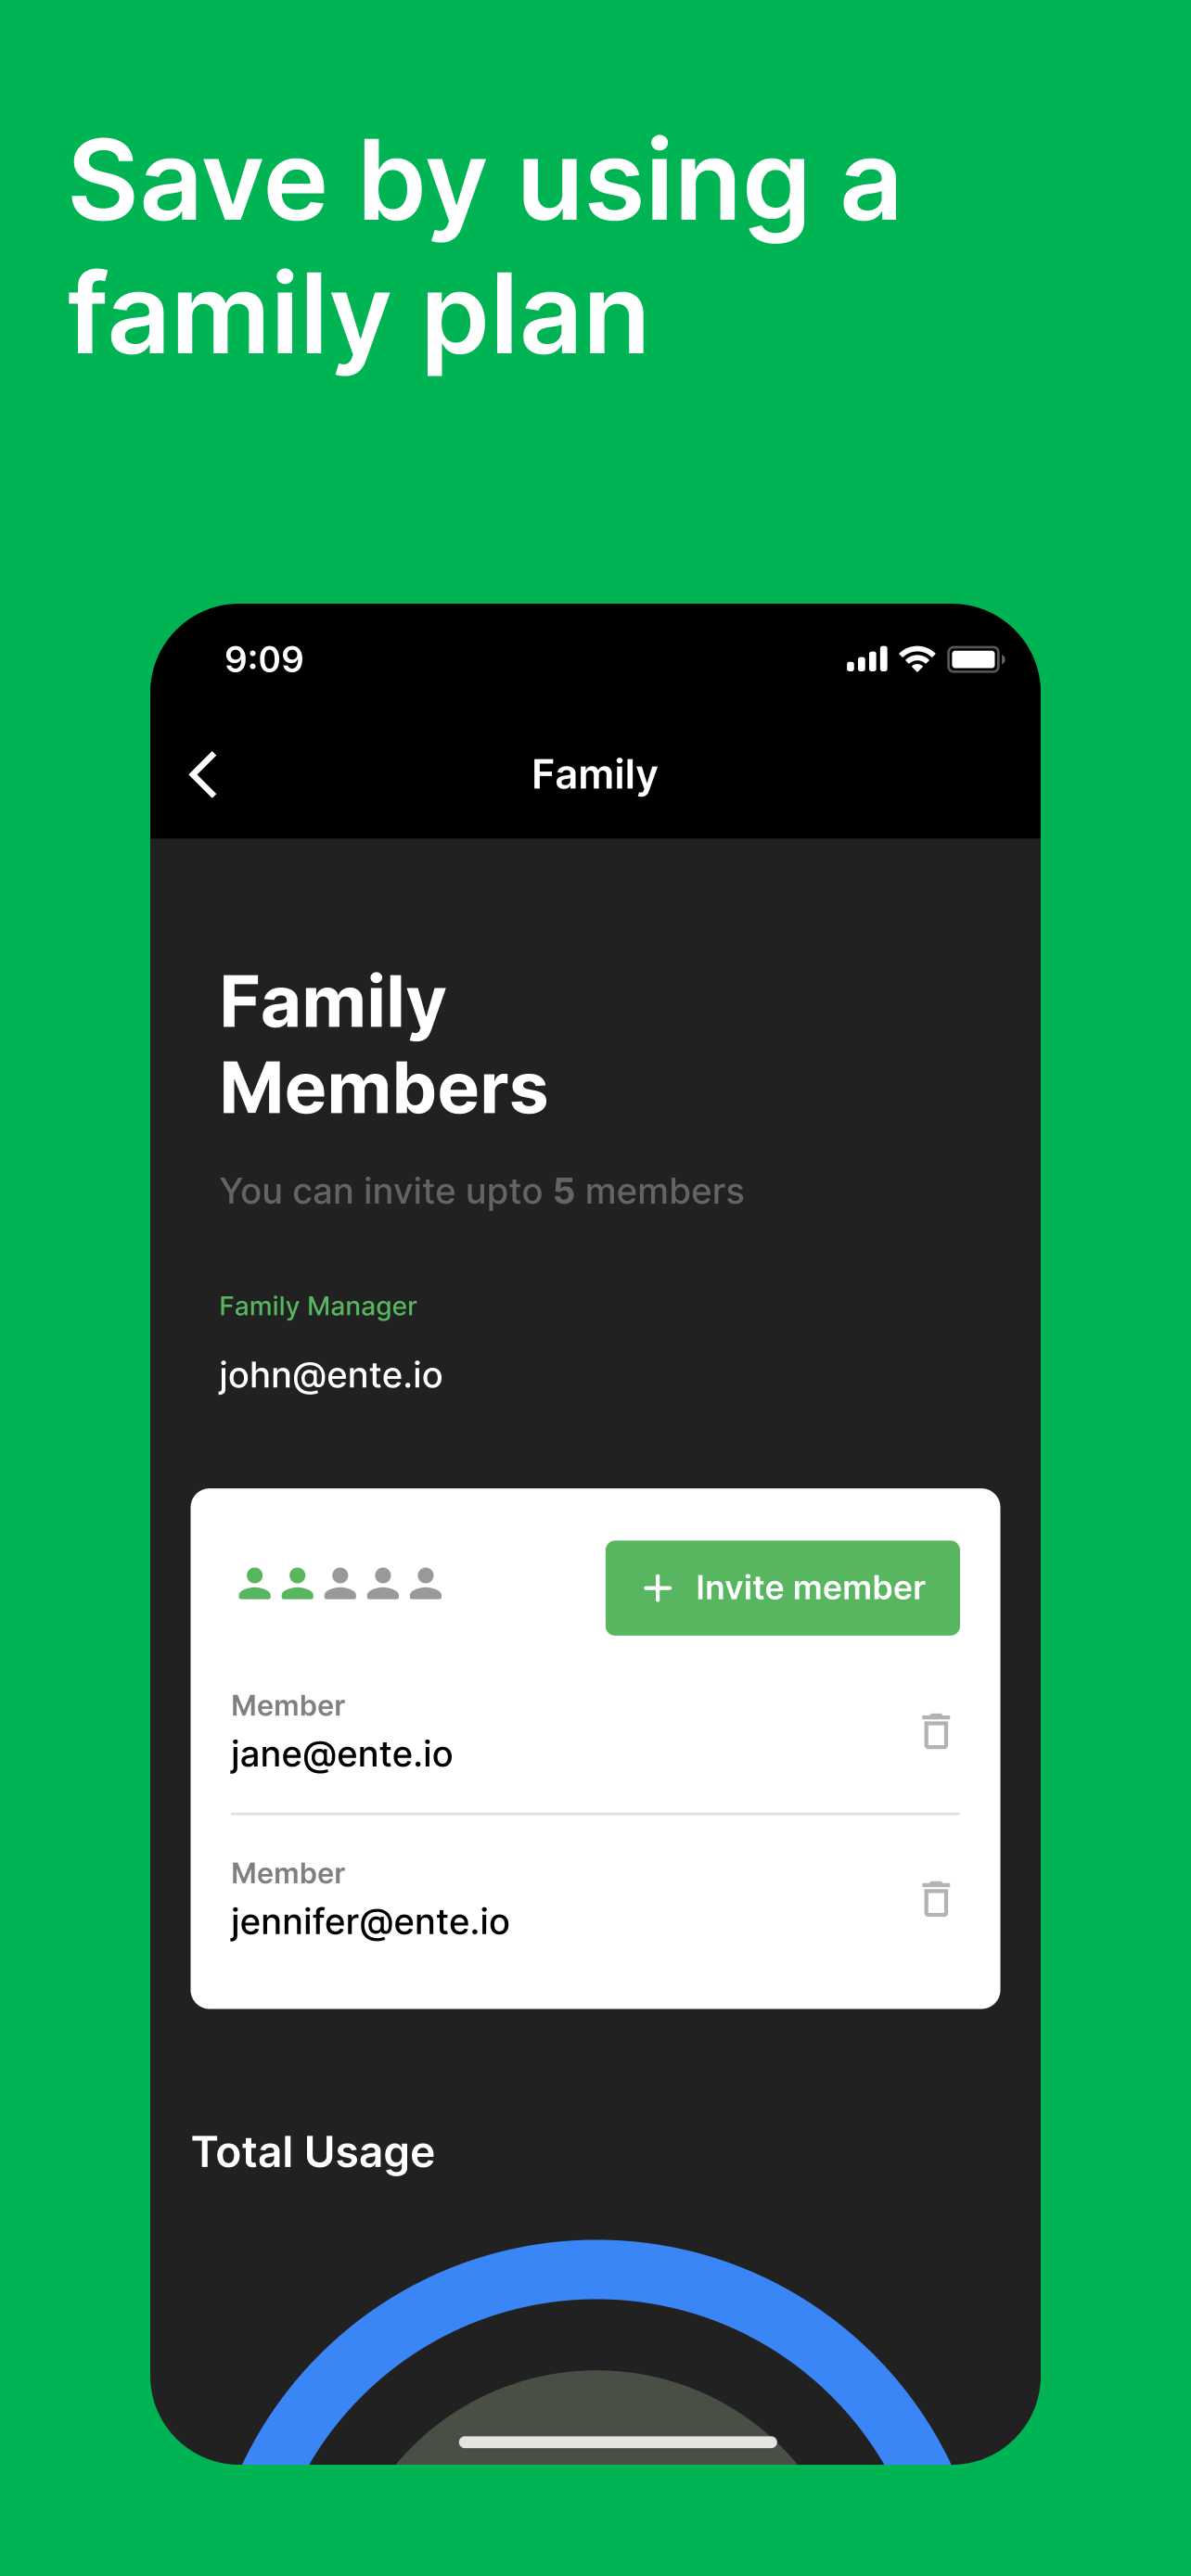 Save by using a
family plan
9:09
Family
Family
Members
You can invite upto 5 members
Family Manager
john@ente.io
Invite member
Member
jane@ente.io
Member
jennifer@ente.io
Total Usage